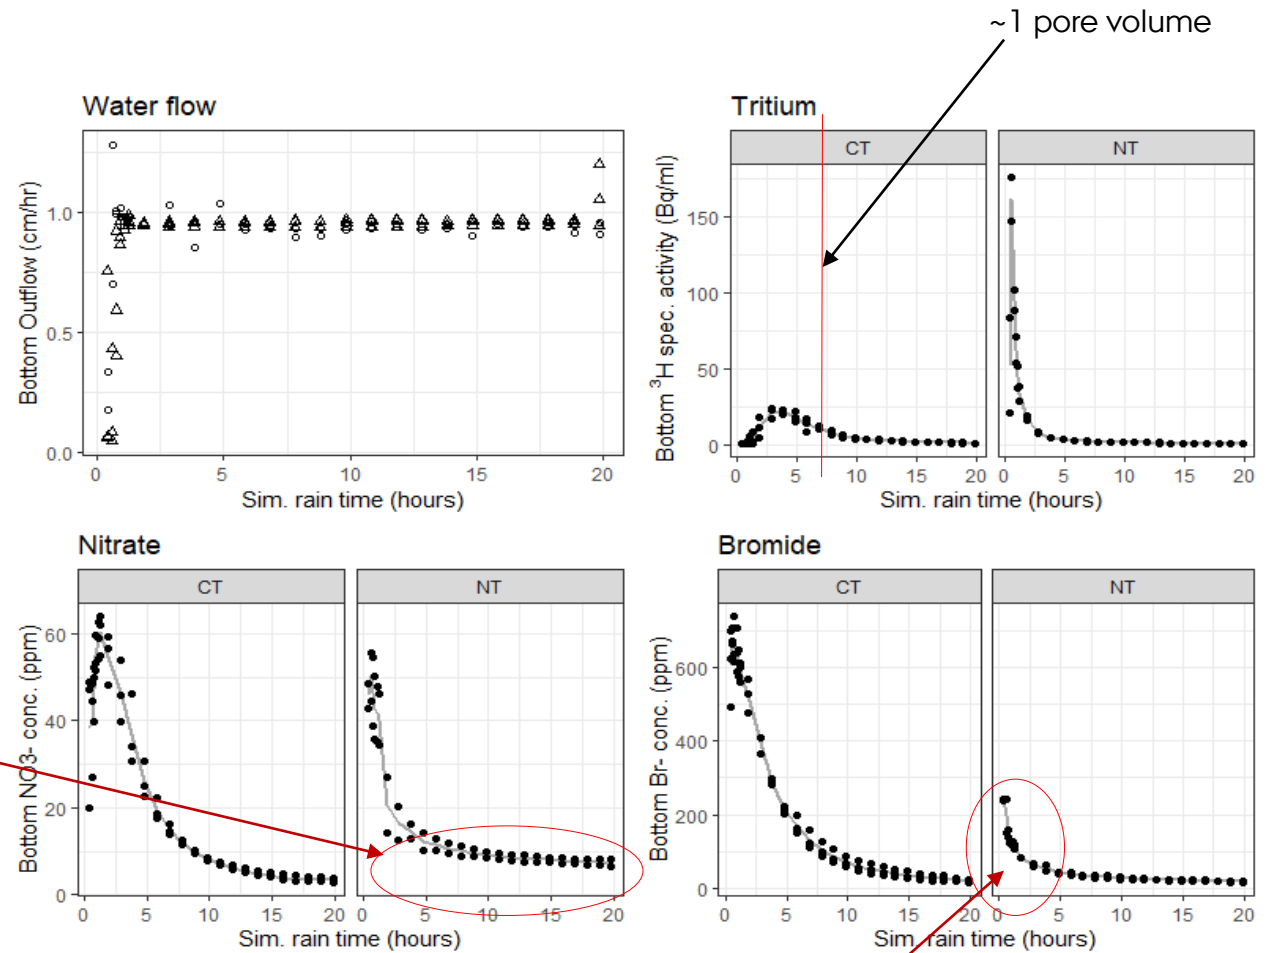 ~1 pore volume
Water flow
Bottom Outflow (cm/hr)
1.0
0.5
0.0
0 5 10 15 20
Sim. rain time (hours)
Tritium
CT NT
Bottom ³H spec. activity (Bq/ml)
150
100
50
0
0 5 10 15 20 0 5 10 15 20
Sim. rain time (hours)
Nitrate
CT NT
Bottom NO3- conc. (ppm)
60
40
20
0
0 5 10 15 20 0 5 10 15 20
Sim. rain time (hours)
Bromide
CT NT
Bottom Br- conc. (ppm)
600
400
200
0
0 5 10 15 20 0 5 10 15 20
Sim. rain time (hours)